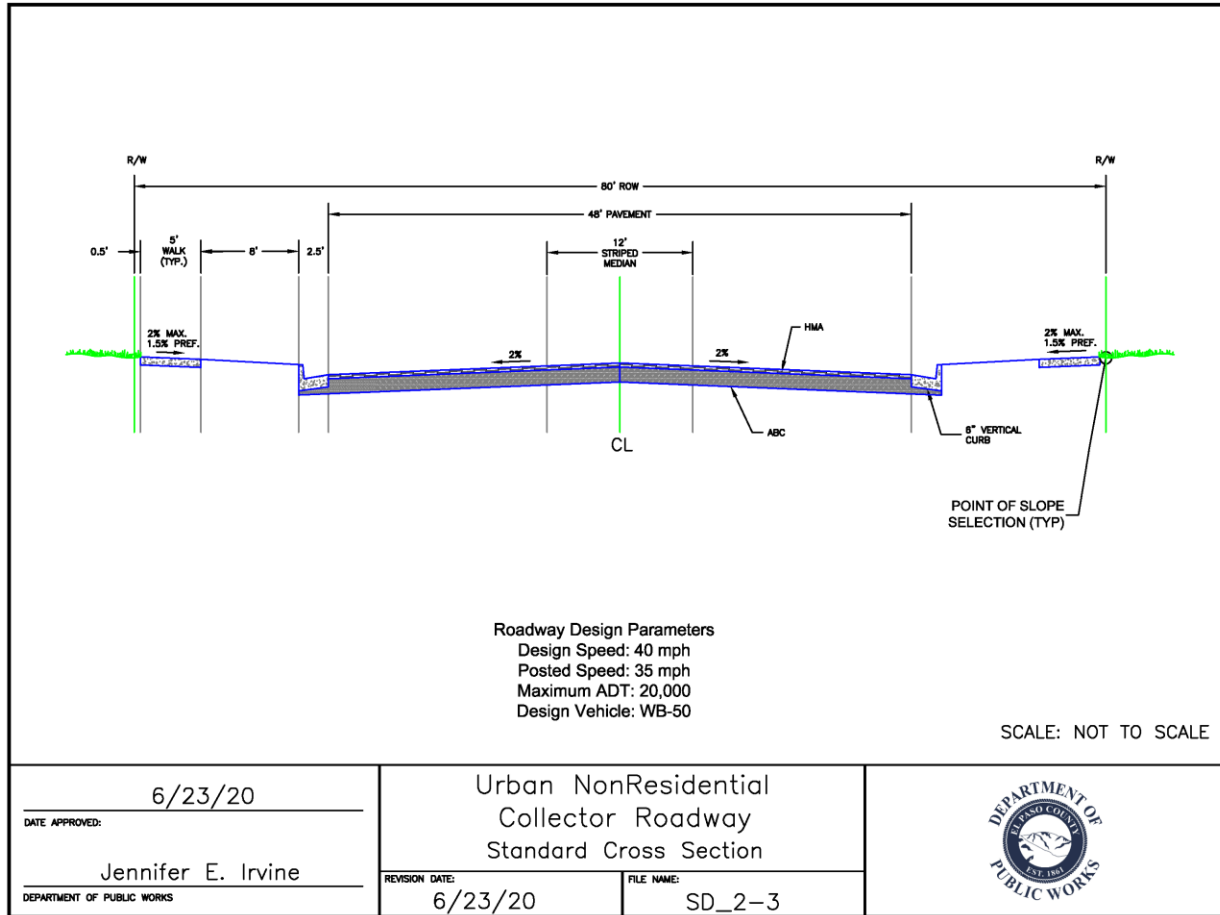 R/W
R/W
80' ROW
48' PAVEMENT
0.5'
5'
WALK
(TYP.)
8'
2.5'
12'
STRIPED
MEDIAN
2% MAX.
1.5% PREF.
2%
2%
HMA
2% MAX.
1.5% PREF.
ABC
6" VERTICAL
CURB
CL
POINT OF SLOPE
SELECTION (TYP)
Roadway Design Parameters
Design Speed: 40 mph
Posted Speed: 35 mph
Maximum ADT: 20,000
Design Vehicle: WB-50
SCALE: NOT TO SCALE
6/23/20
DATE APPROVED:
Jennifer E. Irvine
DEPARTMENT OF PUBLIC WORKS
Urban NonResidential
Collector Roadway
Standard Cross Section
REVISION DATE:
6/23/20
FILE NAME:
SD_2-3
DEPARTMENT OF
EL PASO COUNTY
EST. 1861
PUBLIC WORKS